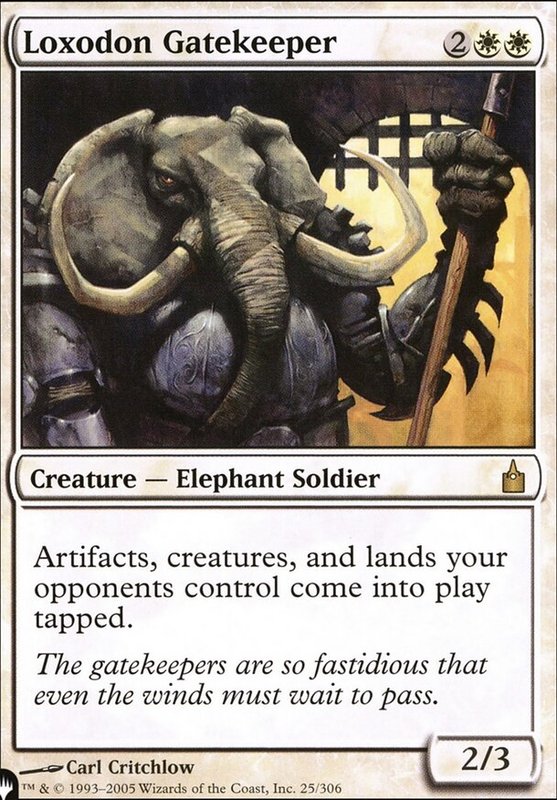 Loxodon Gatekeeper 2
Creature — Elephant Soldier
Artifacts, creatures, and lands your
opponents control come into play
tapped.
The gatekeepers are so fastidious that
even the winds must wait to pass.
2/3
Carl Critchlow
™ & © 1993–2005 Wizards of the Coast, Inc. 25/306